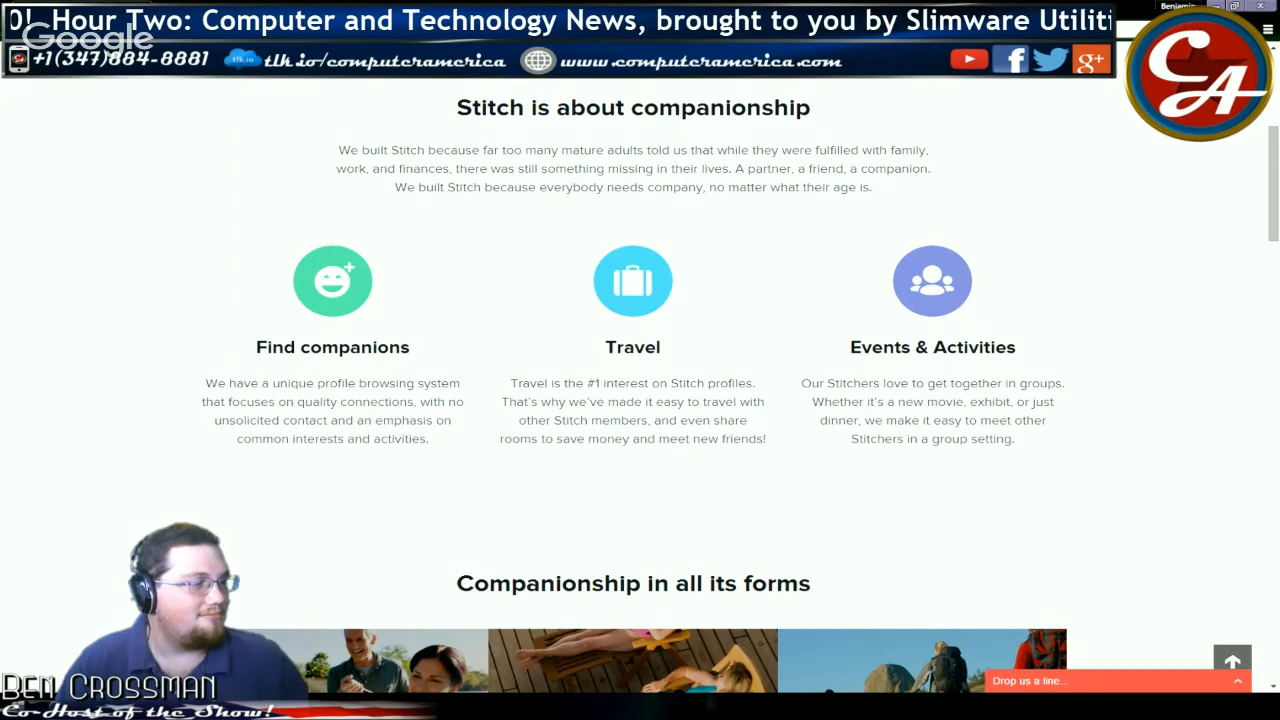 Hour Two: Computer and Technology News, brought to you by Slimware
Google
Benjamin
+1(347)884-8881
tlk.io
tlk.io/computeramerica
www.computeramerica.com
g+
CA
Stitch is about companionship
We built Stitch because far too many mature adults told us that while they were fulfilled with family,
work, and finances, there was still something missing in their lives. A partner, a friend, a companion.
We built Stitch because everybody needs company, no matter what their age is.
Find companions
We have a unique profile browsing system
that focuses on quality connections, with no
unsolicited contact and an emphasis on
common interests and activities.
Travel
Travel is the #1 interest on Stitch profiles.
That's why we've made it easy to travel with
other Stitch members, and even share
rooms to save money and meet new friends!
Events & Activities
Our Stitchers love to get together in groups.
Whether it's a new movie, exhibit, or just
dinner, we make it easy to meet other
Stitchers in a group setting.
Companionship in all its forms
Drop us a line...
Ben Crossman
Co-Host of the Show!